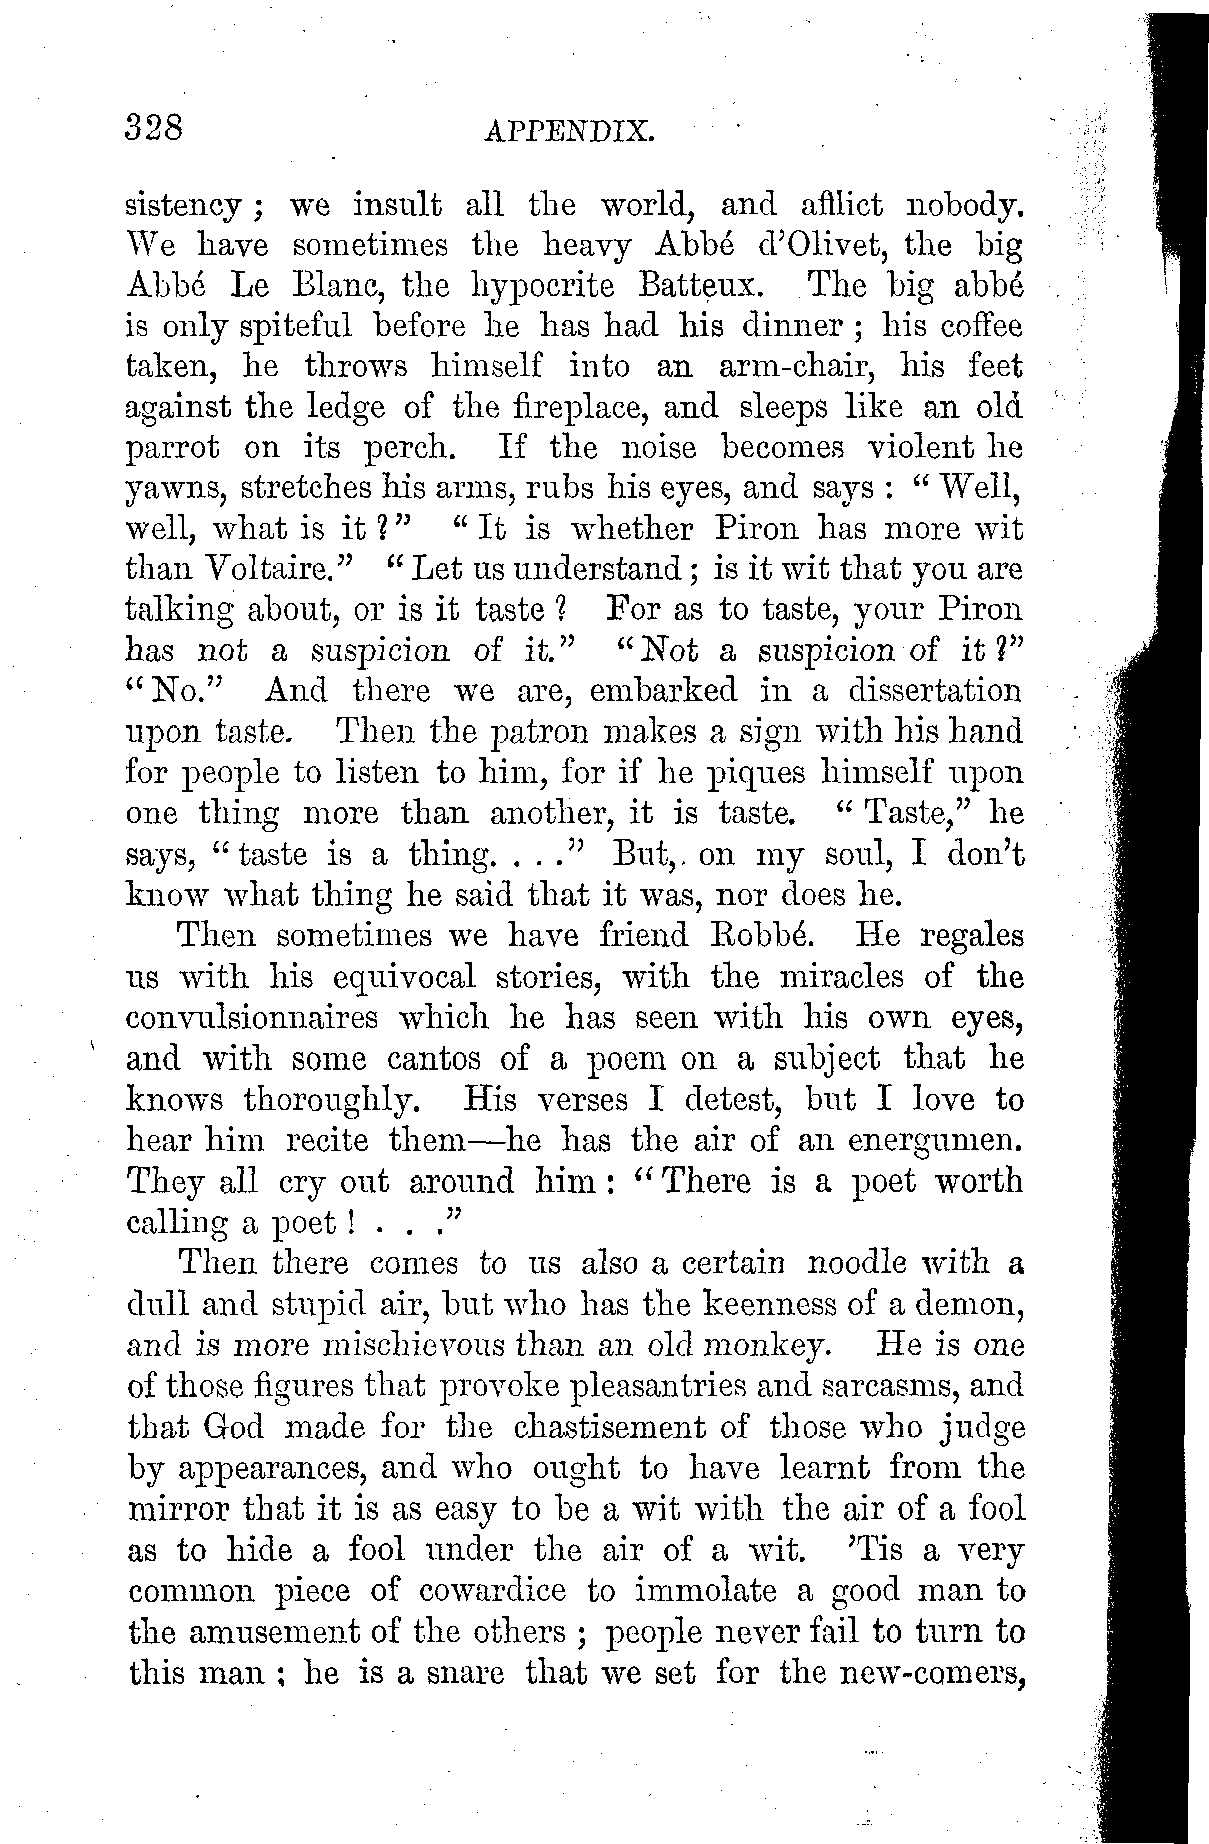 328 APPENDIX.
sistency ; we insult all the world, and afflict nobody.
We have sometimes the heavy Abbé d'Olivet, the big
Abbé Le Blanc, the hypocrite Batteux. The big abbé
is only spiteful before he has had his dinner ; his coffee
taken, he throws himself into an arm-chair, his feet
against the ledge of the fireplace, and sleeps like an old
parrot on its perch. If the noise becomes violent he
yawns, stretches his arms, rubs his eyes, and says : " Well,
well, what is it ? " " It is whether Piron has more wit
than Voltaire." " Let us understand ; is it wit that you are
talking about, or is it taste ? For as to taste, your Piron
has not a suspicion of it." " Not a suspicion of it ? "
" No." And there we are, embarked in a dissertation
upon taste. Then the patron makes a sign with his hand
for people to listen to him, for if he piques himself upon
one thing more than another, it is taste. " Taste," he
says, " taste is a thing. . . ." But, on my soul, I don't
know what thing he said that it was, nor does he.
Then sometimes we have friend Robbé. He regales
us with his equivocal stories, with the miracles of the
convulsionnaires which he has seen with his own eyes,
and with some cantos of a poem on a subject that he
knows thoroughly. His verses I detest, but I love to
hear him recite them—he has the air of an energumen.
They all cry out around him : " There is a poet worth
calling a poet ! . . ."
Then there comes to us also a certain noodle with a
dull and stupid air, but who has the keenness of a demon,
and is more mischievous than an old monkey. He is one
of those figures that provoke pleasantries and sarcasms, and
that God made for the chastisement of those who judge
by appearances, and who ought to have learnt from the
mirror that it is as easy to be a wit with the air of a fool
as to hide a fool under the air of a wit. 'Tis a very
common piece of cowardice to immolate a good man to
the amusement of the others ; people never fail to turn to
this man ; he is a snare that we set for the new-comers,